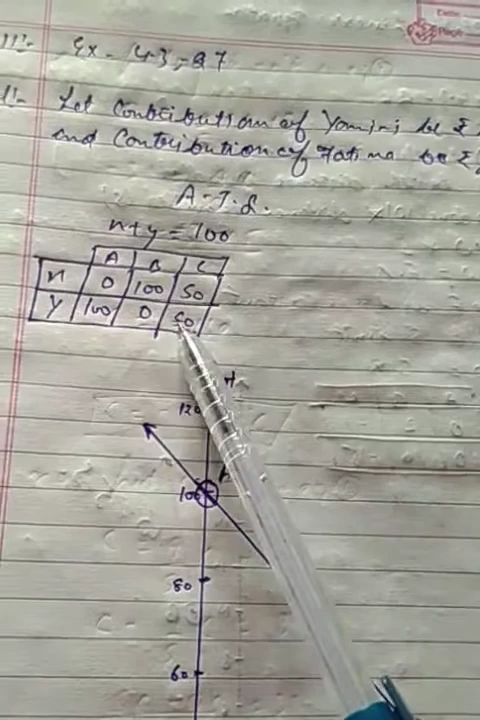 Ex - 4.3, Q 7
Let Contribution of Yamini be ₹
and Contribution of Fatima be ₹
A.T.Q.
x + y = 100
A B C
x 0 100 50
Y 100 0 50
120
100
80
60